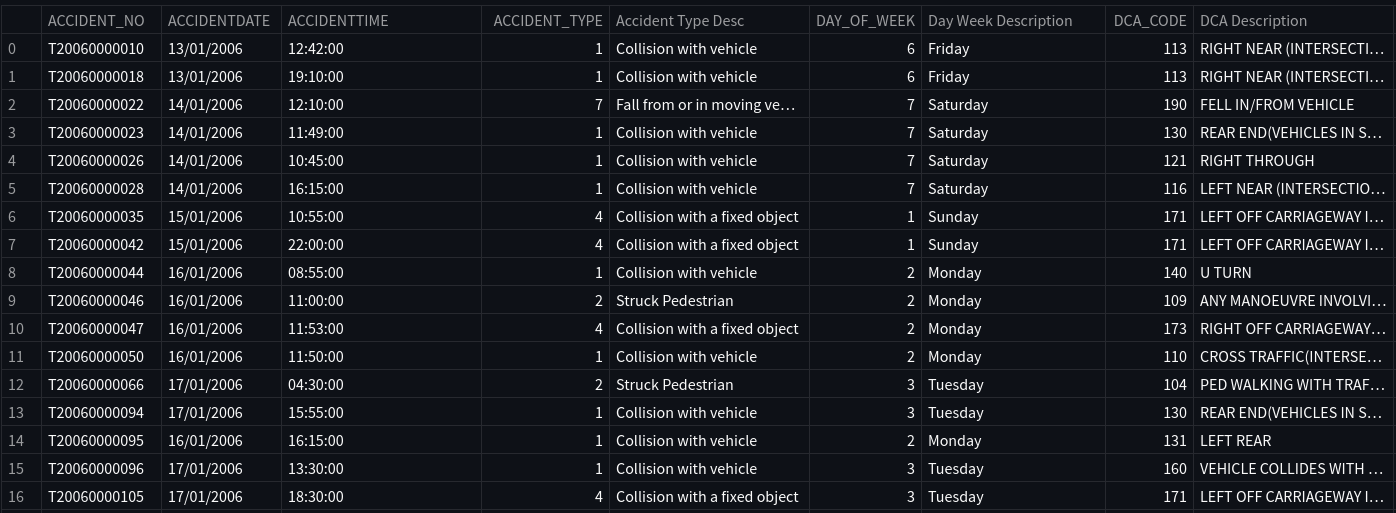 ACCIDENT_NO ACCIDENTDATE ACCIDENTTIME ACCIDENT_TYPE Accident Type Desc DAY_OF_WEEK Day Week Description DCA_CODE DCA Description
0 T20060000010 13/01/2006 12:42:00 1 Collision with vehicle 6 Friday 113 RIGHT NEAR (INTERSECTI…
1 T20060000018 13/01/2006 19:10:00 1 Collision with vehicle 6 Friday 113 RIGHT NEAR (INTERSECTI…
2 T20060000022 14/01/2006 12:10:00 7 Fall from or in moving ve… 7 Saturday 190 FELL IN/FROM VEHICLE
3 T20060000023 14/01/2006 11:49:00 1 Collision with vehicle 7 Saturday 130 REAR END(VEHICLES IN S…
4 T20060000026 14/01/2006 10:45:00 1 Collision with vehicle 7 Saturday 121 RIGHT THROUGH
5 T20060000028 14/01/2006 16:15:00 1 Collision with vehicle 7 Saturday 116 LEFT NEAR (INTERSECTIO…
6 T20060000035 15/01/2006 10:55:00 4 Collision with a fixed object 1 Sunday 171 LEFT OFF CARRIAGEWAY I…
7 T20060000042 15/01/2006 22:00:00 4 Collision with a fixed object 1 Sunday 171 LEFT OFF CARRIAGEWAY I…
8 T20060000044 16/01/2006 08:55:00 1 Collision with vehicle 2 Monday 140 U TURN
9 T20060000046 16/01/2006 11:00:00 2 Struck Pedestrian 2 Monday 109 ANY MANOEUVRE INVOLVI…
10 T20060000047 16/01/2006 11:53:00 4 Collision with a fixed object 2 Monday 173 RIGHT OFF CARRIAGEWAY…
11 T20060000050 16/01/2006 11:50:00 1 Collision with vehicle 2 Monday 110 CROSS TRAFFIC(INTERSE…
12 T20060000066 17/01/2006 04:30:00 2 Struck Pedestrian 3 Tuesday 104 PED WALKING WITH TRAF…
13 T20060000094 17/01/2006 15:55:00 1 Collision with vehicle 3 Tuesday 130 REAR END(VEHICLES IN S…
14 T20060000095 16/01/2006 16:15:00 1 Collision with vehicle 2 Monday 131 LEFT REAR
15 T20060000096 17/01/2006 13:30:00 1 Collision with vehicle 3 Tuesday 160 VEHICLE COLLIDES WITH …
16 T20060000105 17/01/2006 18:30:00 4 Collision with a fixed object 3 Tuesday 171 LEFT OFF CARRIAGEWAY I…